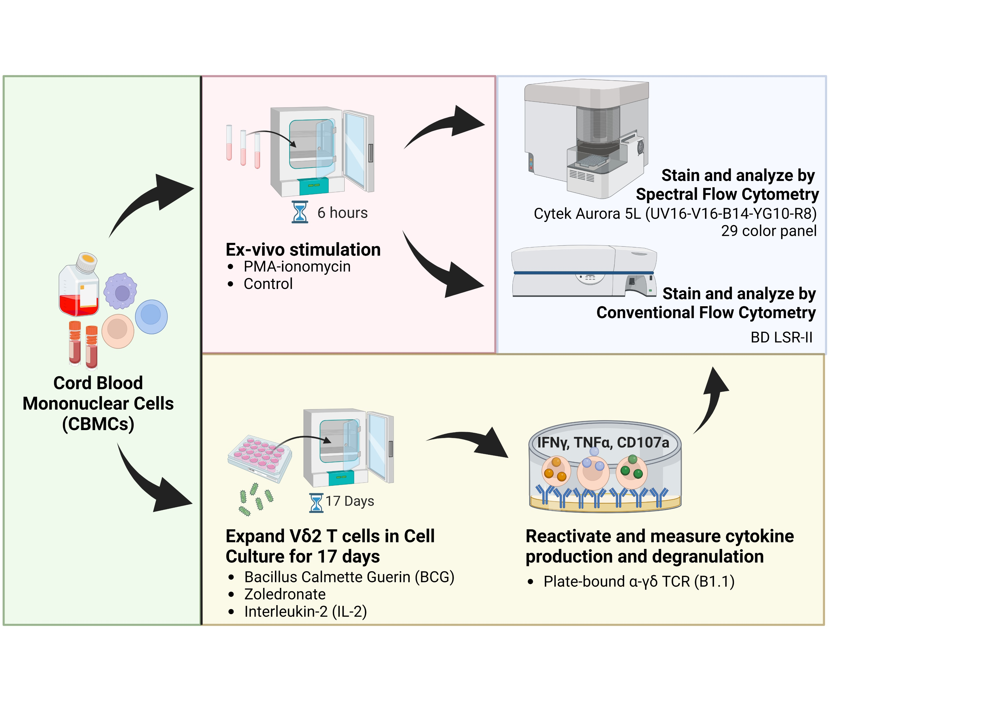 Cord Blood
Mononuclear Cells
(CBMCs)
6 hours
Ex-vivo stimulation
• PMA-ionomycin
• Control
Stain and analyze by
Spectral Flow Cytometry
Cytek Aurora 5L (UV16-V16-B14-YG10-R8)
29 color panel
Stain and analyze by
Conventional Flow Cytometry
BD LSR-II
17 Days
Expand Vδ2 T cells in Cell
Culture for 17 days
• Bacillus Calmette Guerin (BCG)
• Zoledronate
• Interleukin-2 (IL-2)
IFNγ, TNFα, CD107a
Reactivate and measure cytokine
production and degranulation
• Plate-bound α-γδ TCR (B1.1)